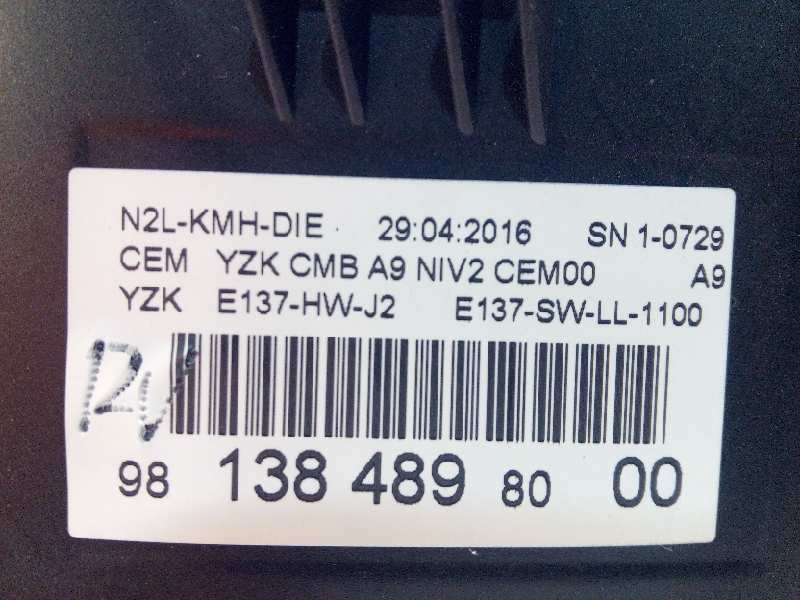 N2L-KMH-DIE 29:04:2016 SN 1-0729
CEM YZK CMB A9 NIV2 CEM00 A9
YZK E137-HW-J2 E137-SW-LL-1100
98 138 489 80 00